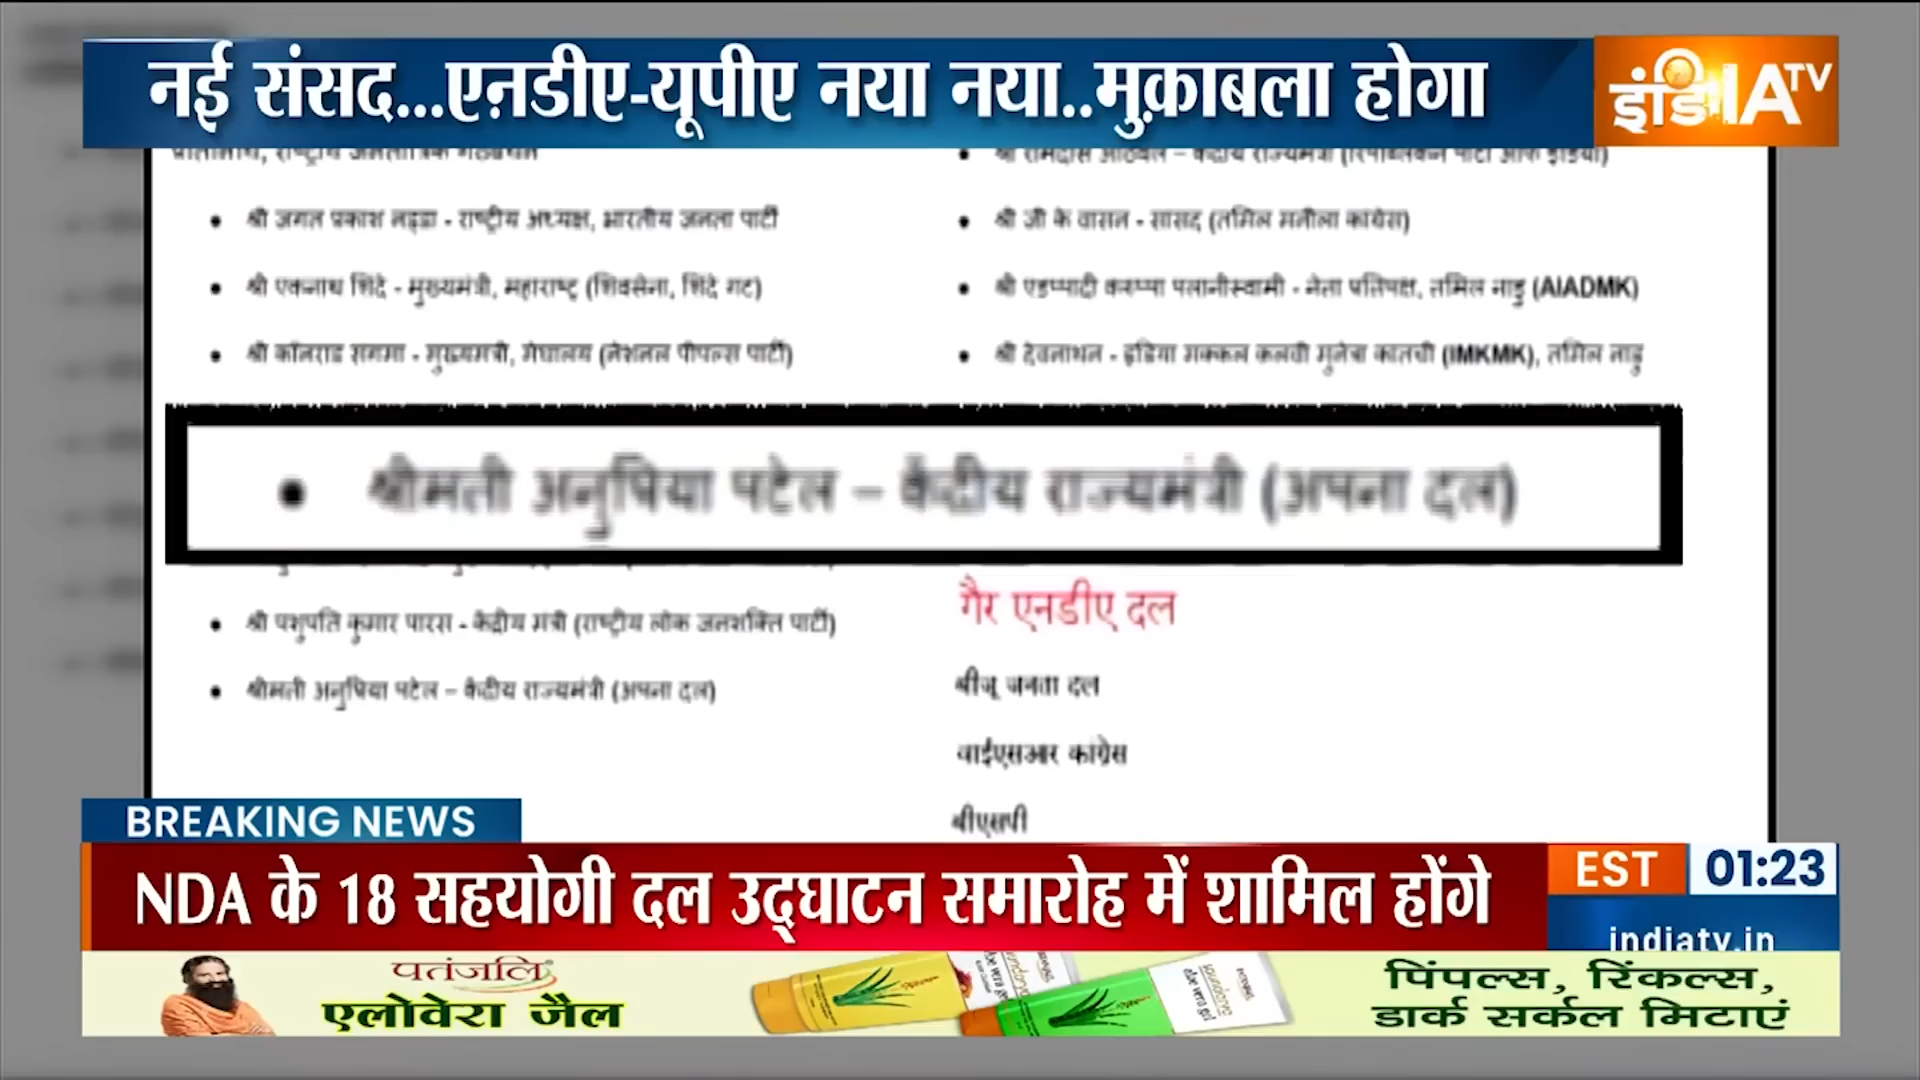 नई संसद...एऩडीए-यूपीए नया नया..मुक़ाबला होगा
इंडिIA TV
श्री जगत प्रकाश नड्डा - राष्ट्रीय अध्यक्ष, भारतीय जनता पार्टी
श्री एकनाथ शिंदे - मुख्यमंत्री, महाराष्ट्र (शिवसेना, शिंदे गट)
श्री कॉनराड संगमा - मुख्यमंत्री, मेघालय (नेशनल पीपल्स पार्टी)
श्री जी के वासन - सांसद (तमिल मनीला कांग्रेस)
नेता प्रतिपक्ष, तमिल नाडु (AIADMK)
(IMKMK), तमिल नाडु
श्रीमती अनुप्रिया पटेल – केंद्रीय राज्यमंत्री (अपना दल)
श्री पशुपति कुमार पारस - केंद्रीय मंत्री (राष्ट्रीय लोक जनशक्ति पार्टी)
श्रीमती अनुप्रिया पटेल – केंद्रीय राज्यमंत्री (अपना दल)
गैर एनडीए दल
बीजू जनता दल
वाईएसआर कांग्रेस
बीएसपी
BREAKING NEWS
NDA के 18 सहयोगी दल उद्घाटन समारोह में शामिल होंगे
EST 01:23
indiatv.in
पतंजलि
एलोवेरा जैल
पिंपल्स, रिंकल्स,
डार्क सर्कल मिटाएं